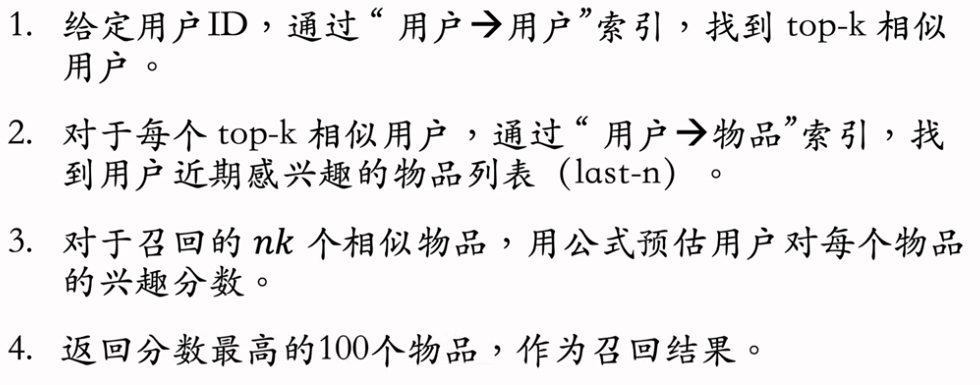 1. 给定用户ID，通过“用户→用户”索引，找到 top-k 相似
用户。
2. 对于每个 top-k 相似用户，通过“用户→物品”索引，找
到用户近期感兴趣的物品列表（last-n）。
3. 对于召回的 nk 个相似物品，用公式预估用户对每个物品
的兴趣分数。
4. 返回分数最高的100个物品，作为召回结果。